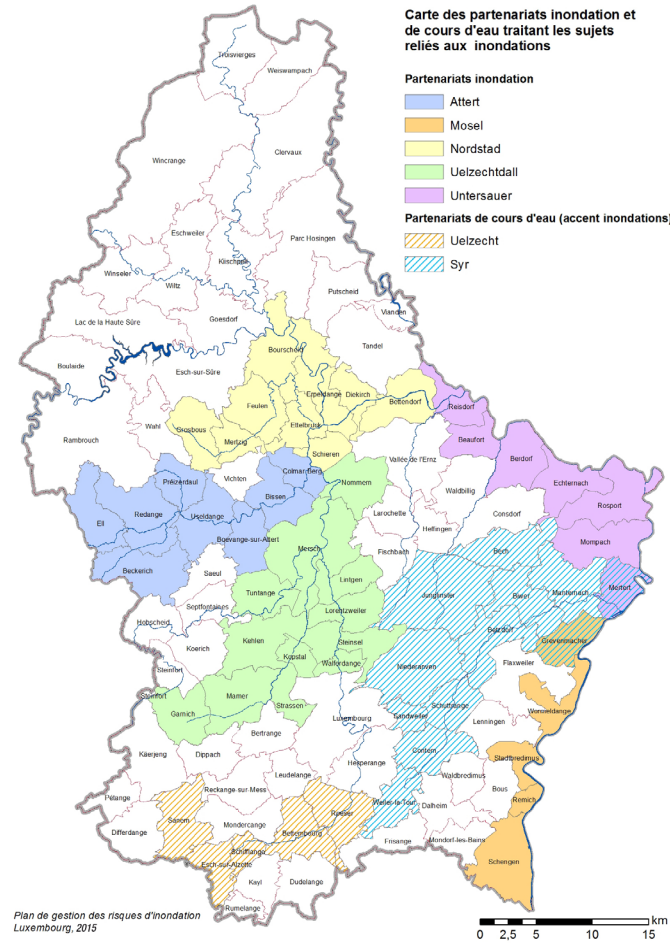 Carte des partenariats inondation et
de cours d'eau traitant les sujets
reliés aux inondations
Partenariats inondation
Attert
Mosel
Nordstad
Uelzechtdall
Untersauer
Partenariats de cours d'eau (accent inondations)
Uelzecht
Syr
Troisvierges
Weiswampach
Clervaux
Wincrange
Eschweiler
Parc Hosingen
Kiischpelt
Winseler
Wiltz
Putscheid
Goesdorf
Vianden
Lac de la Haute Sûre
Bourscheid
Tandel
Boulaide
Esch-sur-Sûre
Erpeldange
Diekirch
Bettendorf
Reisdorf
Feulen
Ettelbruck
Wahl
Grosbous
Mertzig
Beaufort
Rambrouch
Schieren
Vallée de l'Ernz
Berdorf
Vichten
Colmar-Berg
Préizerdaul
Nommern
Waldbillig
Echternach
Bissen
Ell
Redange
Useldange
Larochette
Consdorf
Rosport
Heffingen
Boevange-sur-Attert
Mersch
Fischbach
Mompach
Beckerich
Saeul
Bech
Lintgen
Tuntange
Junglinster
Biwer
Manternach
Mertert
Septfontaines
Lorentzweiler
Hobscheid
Betzdorf
Grevenmacher
Kehlen
Steinsel
Koerich
Kopstal
Walferdange
Niederanven
Flaxweiler
Steinfort
Steinfort
Mamer
Schuttrange
Wormeldange
Garnich
Strassen
Luxembourg
Sandweiler
Lenningen
Bertrange
Käerjeng
Dippach
Hesperange
Contern
Stadtbredimus
Leudelange
Waldbredimus
Reckange-sur-Mess
Bous
Pétange
Weiler-la-Tour
Dalheim
Remich
Sanem
Roeser
Mondercange
Differdange
Bettembourg
Frisange
Mondorf-les-Bains
Schifflange
Esch-sur-Alzette
Schengen
Kayl
Dudelange
Rumelange
Plan de gestion des risques d'inondation
Luxembourg, 2015
0 2,5 5 10 15 km